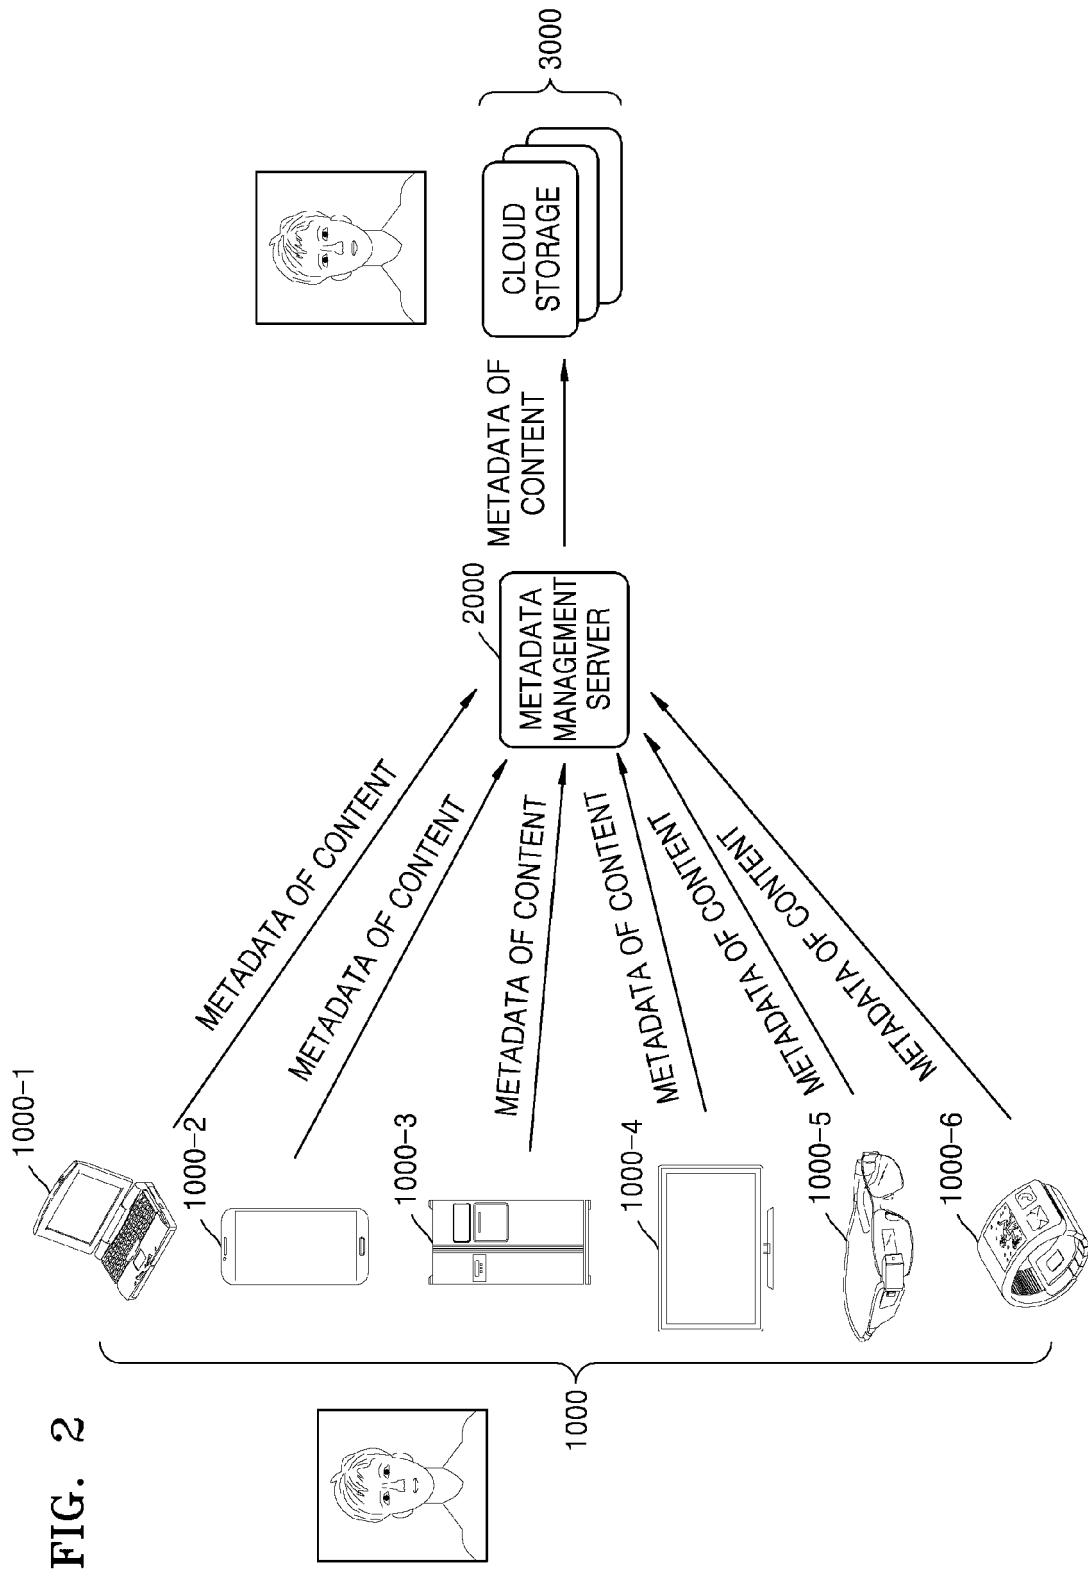 FIG. 2
1000
1000-1
1000-2
1000-3
1000-4
1000-5
1000-6
METADATA OF CONTENT
METADATA OF CONTENT
METADATA OF CONTENT
METADATA OF CONTENT
METADATA OF CONTENT
METADATA OF CONTENT
2000
METADATA
MANAGEMENT
SERVER
METADATA OF
CONTENT
CLOUD
STORAGE
3000